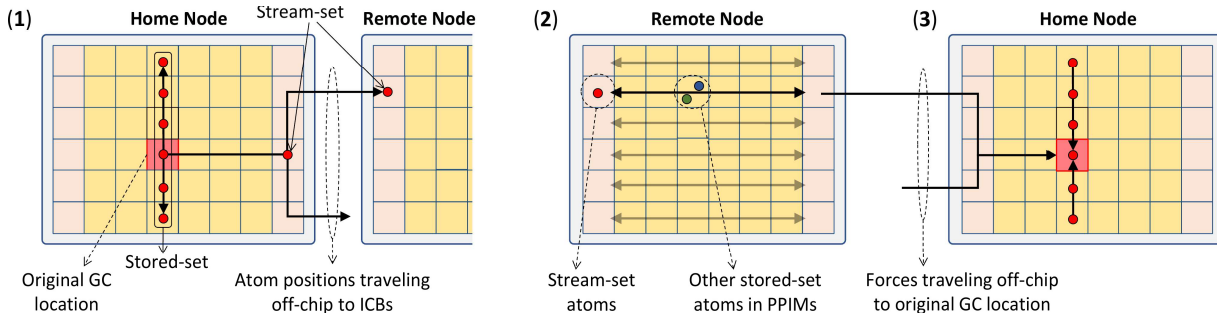 (1)
Home Node
Stream-set
Remote Node
(2)
Remote Node
(3)
Home Node
Original GC
location
Stored-set
Atom positions traveling
off-chip to ICBs
Stream-set
atoms
Other stored-set
atoms in PPIMs
Forces traveling off-chip
to original GC location